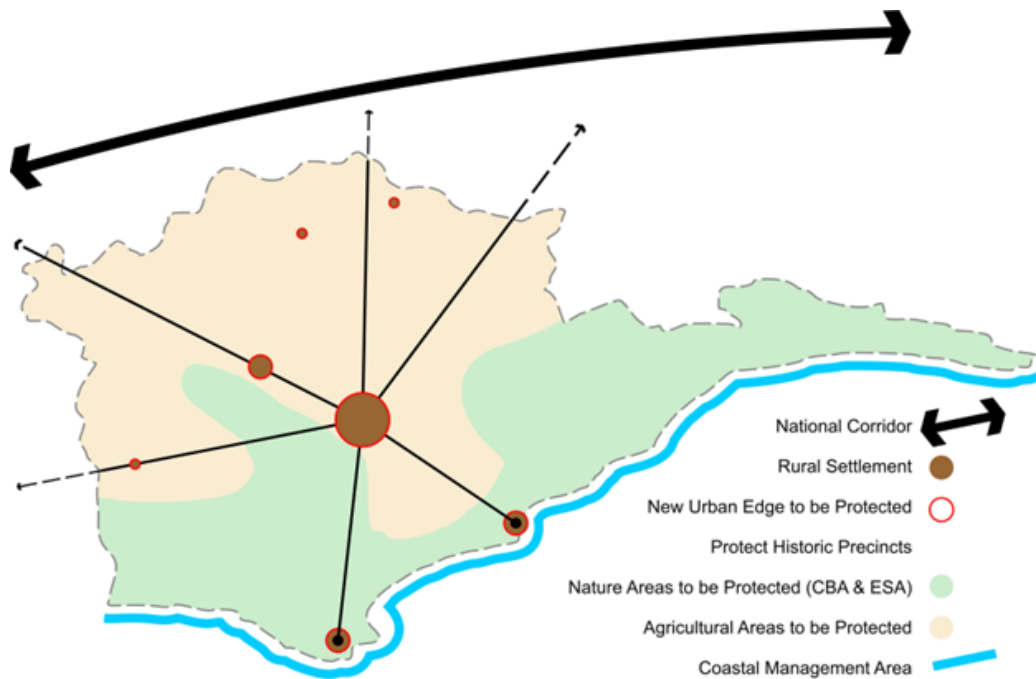 National Corridor
Rural Settlement
New Urban Edge to be Protected
Protect Historic Precincts
Nature Areas to be Protected (CBA & ESA)
Agricultural Areas to be Protected
Coastal Management Area